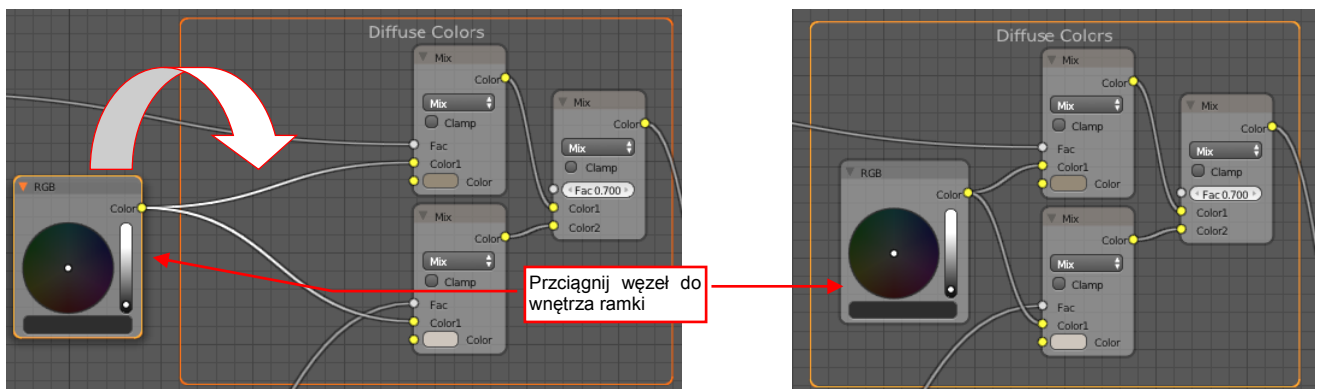 Diffuse Colors
Mix
Color
Mix
Clamp
Fac
Color1
Color
Mix
Color
Mix
Clamp
Fac 0.700
Color1
Color2
RGB
Color
Mix
Color
Mix
Clamp
Fac
Color1
Color
Przciągnij węzeł do
wnętrza ramki
Diffuse Colors
Mix
Color
Mix
Clamp
Fac
Color1
Color
Mix
Color
Mix
Clamp
Fac 0.700
Color1
Color2
RGB
Color
Mix
Color
Mix
Clamp
Fac
Color1
Color